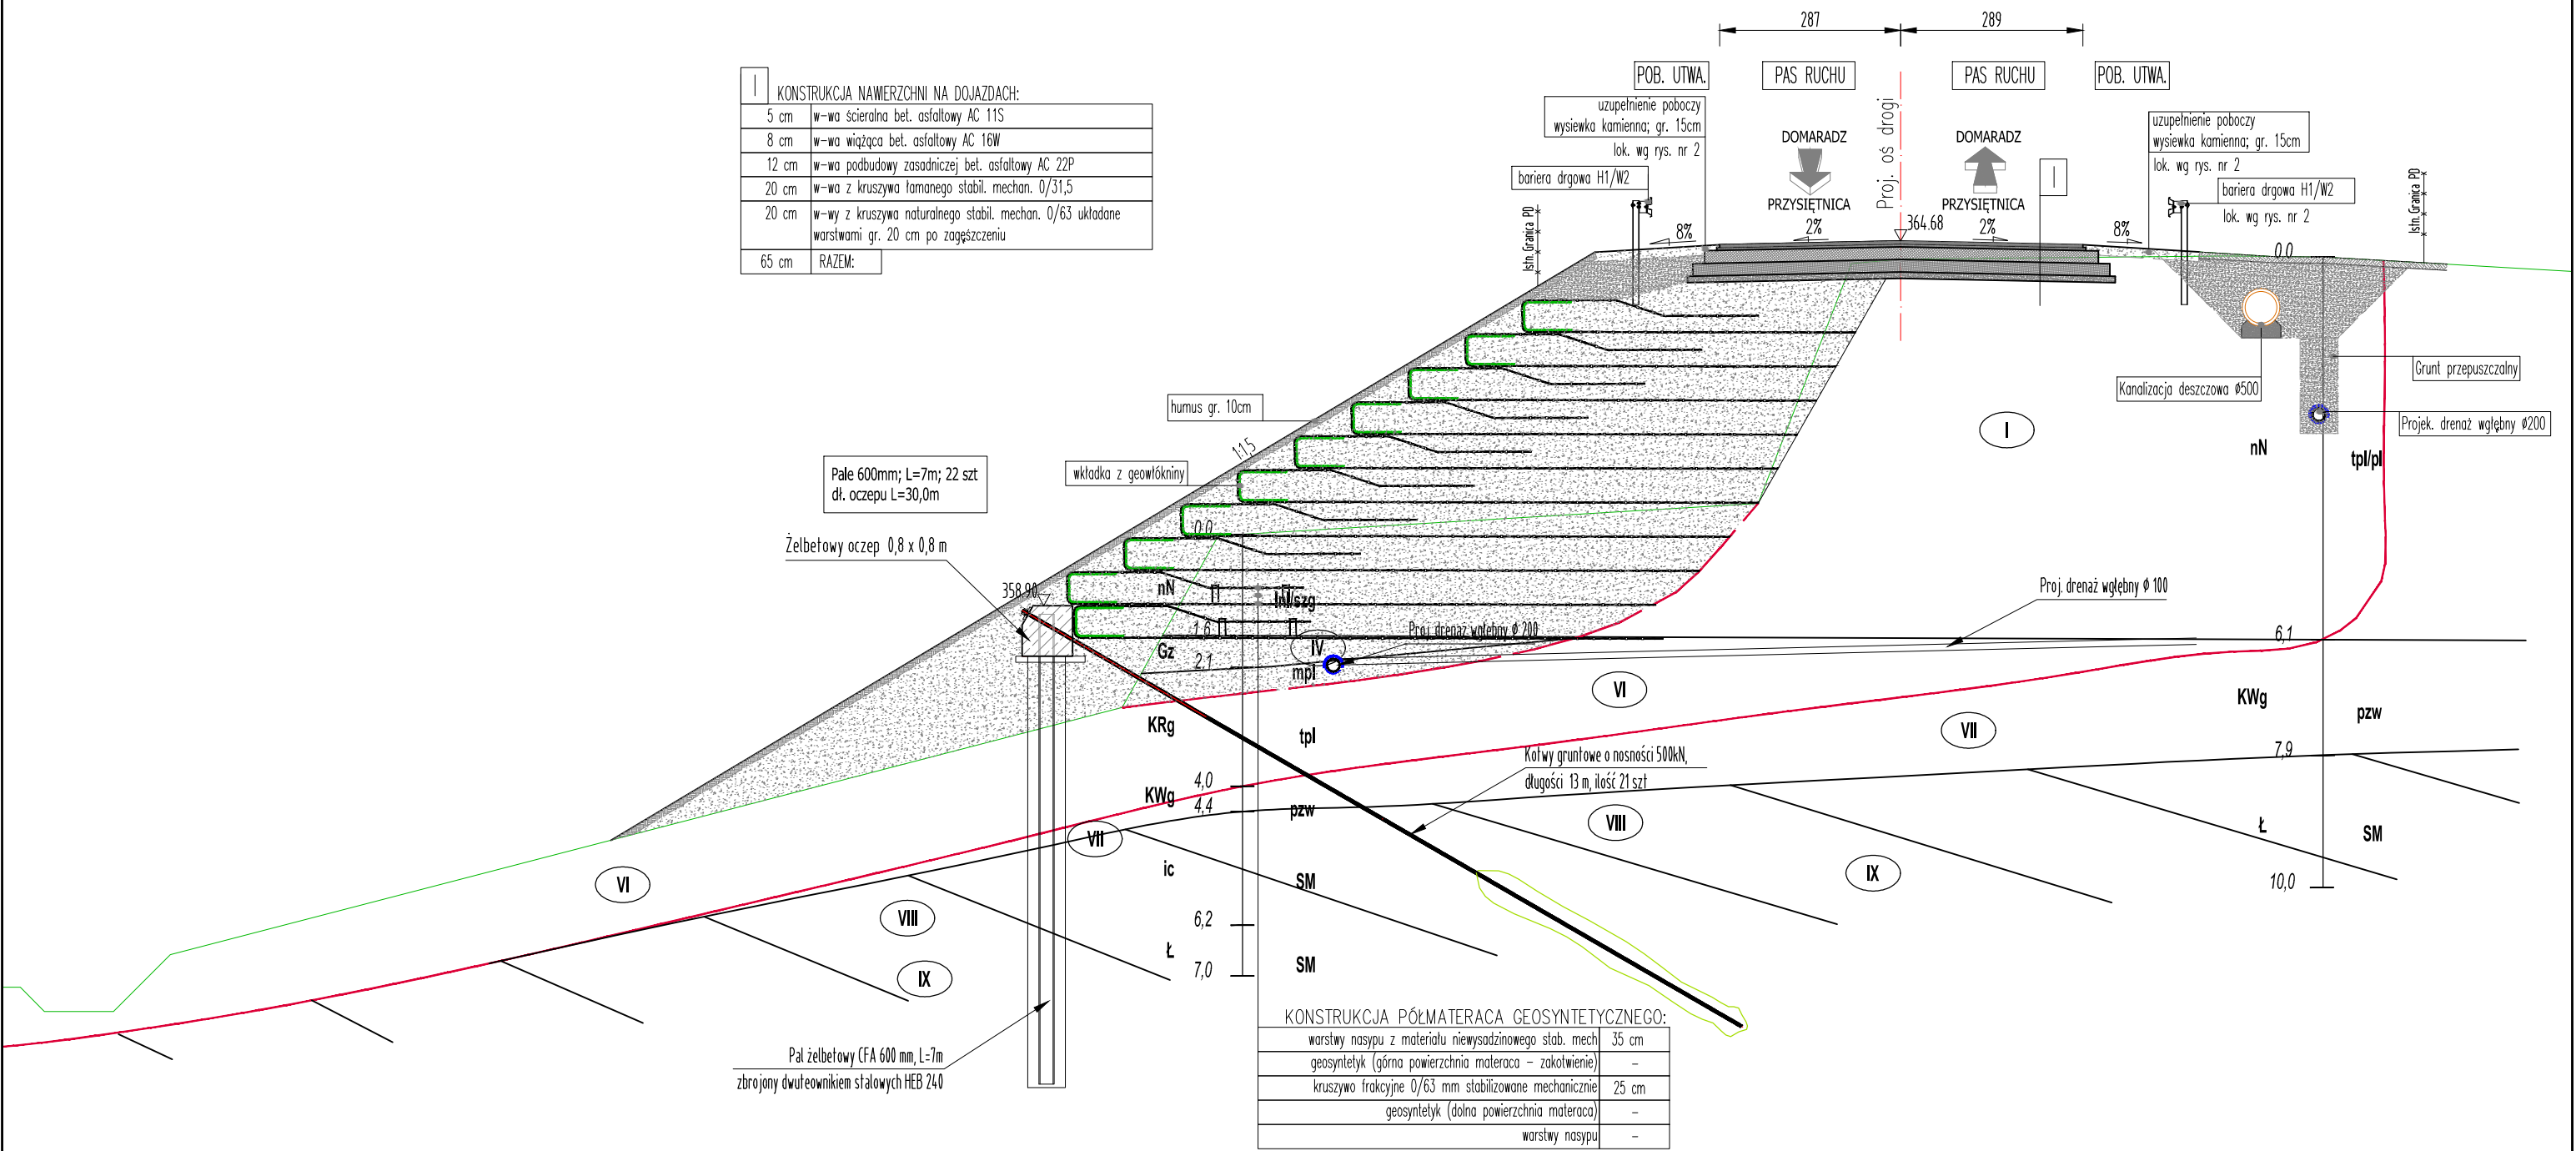 287
289
POB. UTWA.
PAS RUCHU
PAS RUCHU
POB. UTWA.
I
KONSTRUKCJA NAWIERZCHNI NA DOJAZDACH:
5 cm w-wa ścieralna bet. asfaltowy AC 11S
8 cm w-wa wiążąca bet. asfaltowy AC 16W
12 cm w-wa podbudowy zasadniczej bet. asfaltowy AC 22P
20 cm w-wa z kruszywa łamanego stabil. mechan. 0/31,5
20 cm w-wy z kruszywa naturalnego stabil. mechan. 0/63 układane
warstwami gr. 20 cm po zagęszczeniu
65 cm RAZEM:
uzupełnienie poboczy
wysiewka kamienna; gr. 15cm
lok. wg rys. nr 2
bariera drgowa H1/W2
Istn. Granica PD
DOMARADZ
PRZYSIĘTNICA
Proj. oś drogi
DOMARADZ
PRZYSIĘTNICA
I
uzupełnienie poboczy
wysiewka kamienna; gr. 15cm
lok. wg rys. nr 2
bariera drgowa H1/W2
lok. wg rys. nr 2
Istn. Granica PD
8%
2%
364.68
2%
8%
0.0
Grunt przepuszczalny
Kanalizacja deszczowa ø500
Projek. drenaż wgłębny ø200
humus gr. 10cm
1:1,5
wkładka z geowłókniny
I
nN
tpl/pl
Pale 600mm; L=7m; 22 szt
dł. oczepu L=30,0m
Żelbetowy oczep 0,8 x 0,8 m
358.90
0.0
nN
lnl/szg
1.6
Gz
2.1
IV
mpl
Proj. drenaż wgłębny ø 200
Proj. drenaż wgłębny ø 100
6,1
VI
KRg
tpl
KWg
pzw
VII
Kotwy gruntowe o nosności 500kN,
długości 13 m, ilość 21 szt
7,9
4,0
KWg
4,4
pzw
VII
VIII
Ł
SM
IX
10,0
VI
ic
SM
VIII
6,2
Ł
IX
7,0
SM
Pal żelbetowy CFA 600 mm, L=7m
zbrojony dwuteownikiem stalowych HEB 240
KONSTRUKCJA PÓŁMATERACA GEOSYNTETYCZNEGO:
warstwy nasypu z materiału niewysadzinowego stab. mech 35 cm
geosyntetyk (górna powierzchnia materaca - zakotwienie) -
kruszywo frakcyjne 0/63 mm stabilizowane mechanicznie 25 cm
geosyntetyk (dolna powierzchnia materaca) -
warstwy nasypu -